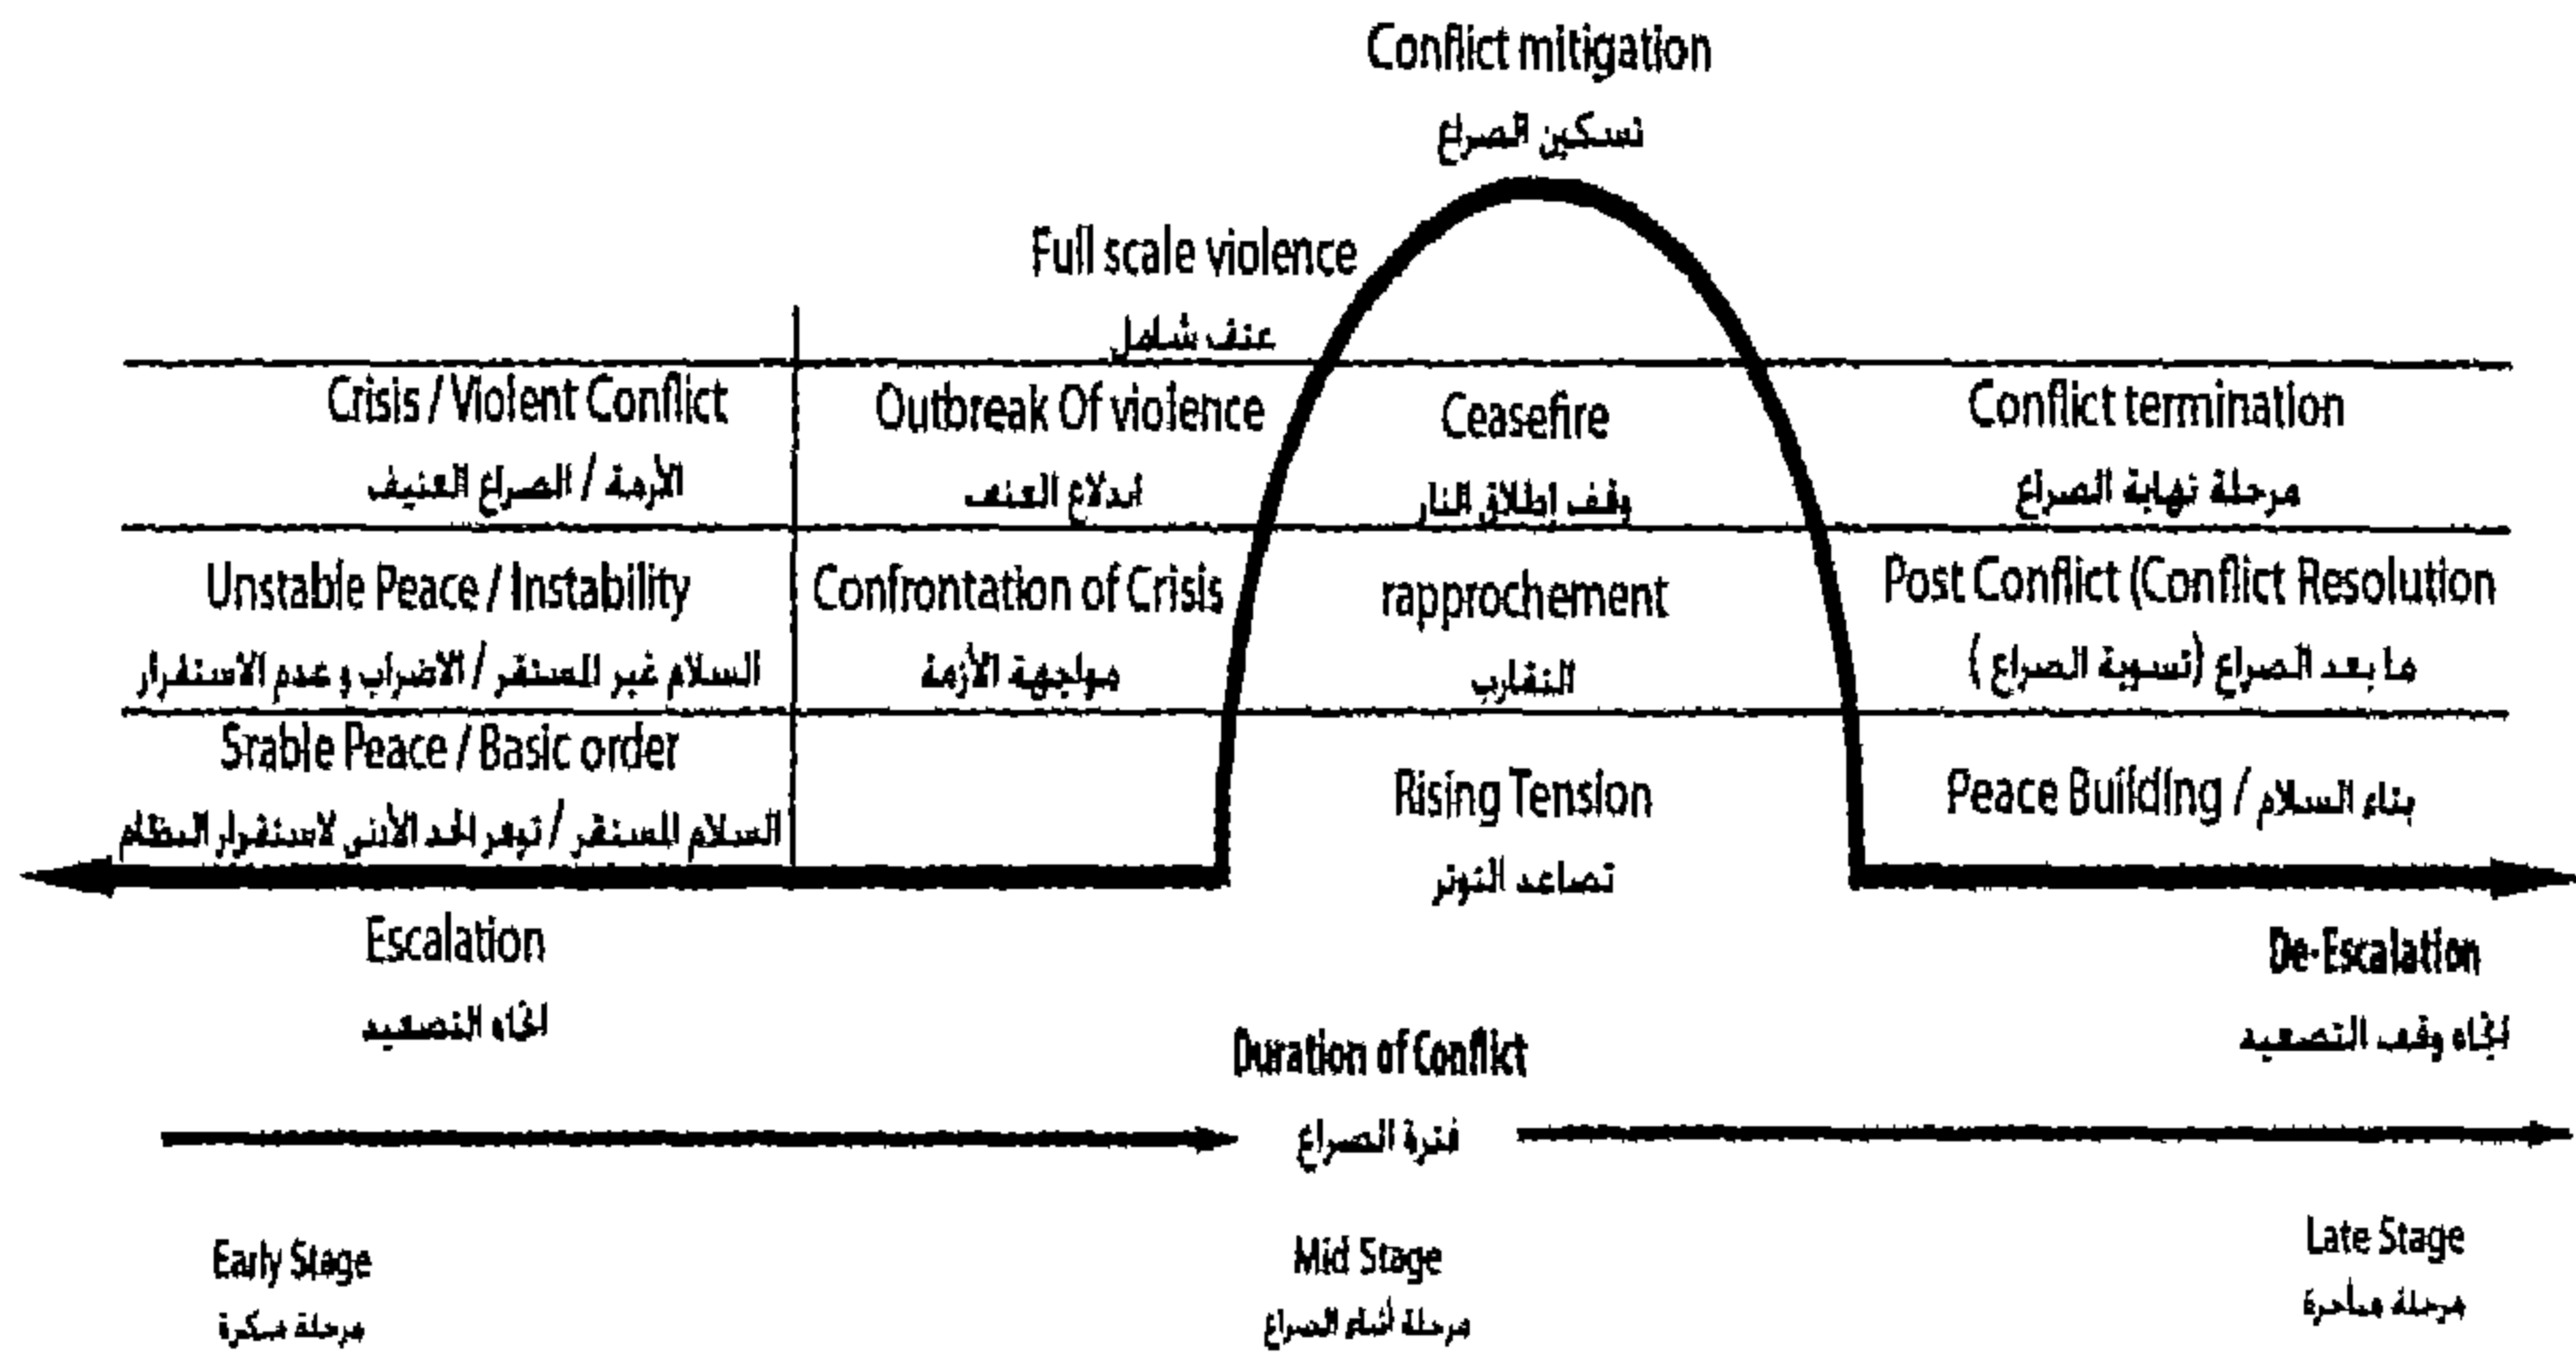 Conflict mitigation
تسكين الصراع
Full scale violence
عنف شامل
Crisis / Violent Conflict
الأزمة / الصراع العنيف
Outbreak Of violence
اندلاع العنف
Ceasefire
وقف إطلاق النار
Conflict termination
مرحلة نهاية الصراع
Unstable Peace / Instability
السلام غير المستقر / الاضراب و عدم الاستقرار
Confrontation of Crisis
مواجهة الأزمة
rapprochement
التقارب
Post Conflict (Conflict Resolution
ما بعد الصراع (تسوية الصراع )
Srable Peace / Basic order
السلام المستقر / توفر الحد الأدنى لاستقرار النظام
Rising Tension
تصاعد التوتر
Peace Building / بناء السلام
Escalation
اتجاه التصعيد
De-Escalation
اتجاه وقف التصعيد
Duration of Conflict
فترة الصراع
Early Stage
مرحلة مبكرة
Mid Stage
مرحلة أثناء الصراع
Late Stage
مرحلة متأخرة